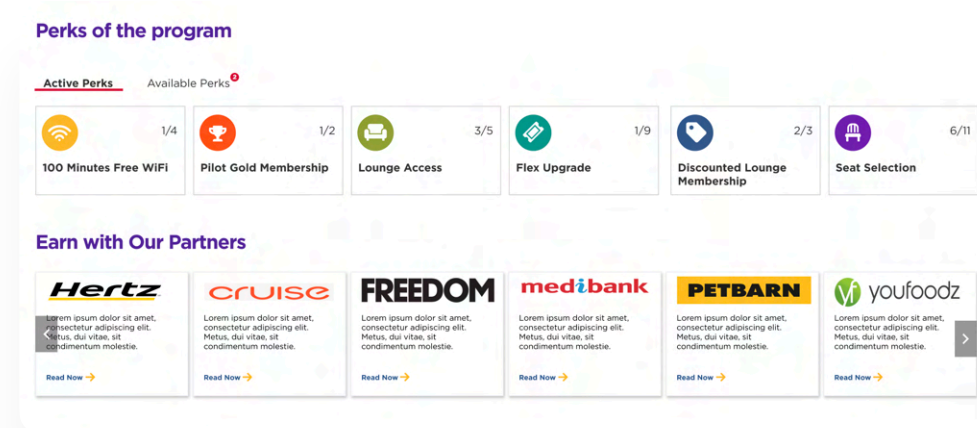 Perks of the program
Active Perks
Available Perks 2
1/4
100 Minutes Free WiFi
1/2
Pilot Gold Membership
3/5
Lounge Access
1/9
Flex Upgrade
2/3
Discounted Lounge
Membership
6/11
Seat Selection
Earn with Our Partners
Hertz
Lorem ipsum dolor sit amet,
consectetur adipiscing elit.
Metus, dui vitae, sit
condimentum molestie.
Read Now
cruise
Lorem ipsum dolor sit amet,
consectetur adipiscing elit.
Metus, dui vitae, sit
condimentum molestie.
Read Now
FREEDOM
Lorem ipsum dolor sit amet,
consectetur adipiscing elit.
Metus, dui vitae, sit
condimentum molestie.
Read Now
medibank
Lorem ipsum dolor sit amet,
consectetur adipiscing elit.
Metus, dui vitae, sit
condimentum molestie.
Read Now
PETBARN
Lorem ipsum dolor sit amet,
consectetur adipiscing elit.
Metus, dui vitae, sit
condimentum molestie.
Read Now
yf youfoodz
Lorem ipsum dolor sit amet,
consectetur adipiscing elit.
Metus, dui vitae, sit
condimentum molestie.
Read Now